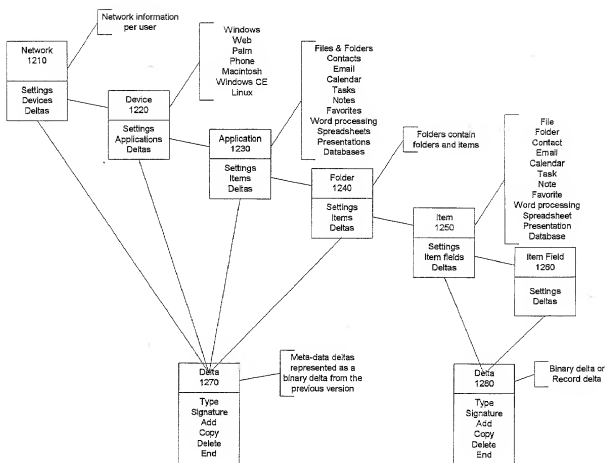 Network information
per user
Network
1210
Settings
Devices
Deltas
Windows
Web
Palm
Phone
Macintosh
Windows CE
Linux
Device
1220
Settings
Applications
Deltas
Files & Folders
Contacts
Email
Calendar
Tasks
Notes
Favorites
Word processing
Spreadsheets
Presentations
Databases
Application
1230
Settings
Items
Deltas
Folders contain
folders and items
Folder
1240
Settings
Items
Deltas
File
Folder
Contact
Email
Calendar
Task
Note
Favorite
Word processing
Spreadsheet
Presentation
Database
Item
1250
Settings
Item fields
Deltas
Item Field
1260
Settings
Deltas
Delta
1270
Type
Signature
Add
Copy
Delete
End
Meta-data deltas
represented as a
binary delta from the
previous version
Delta
1280
Type
Signature
Add
Copy
Delete
End
Binary delta or
Record delta